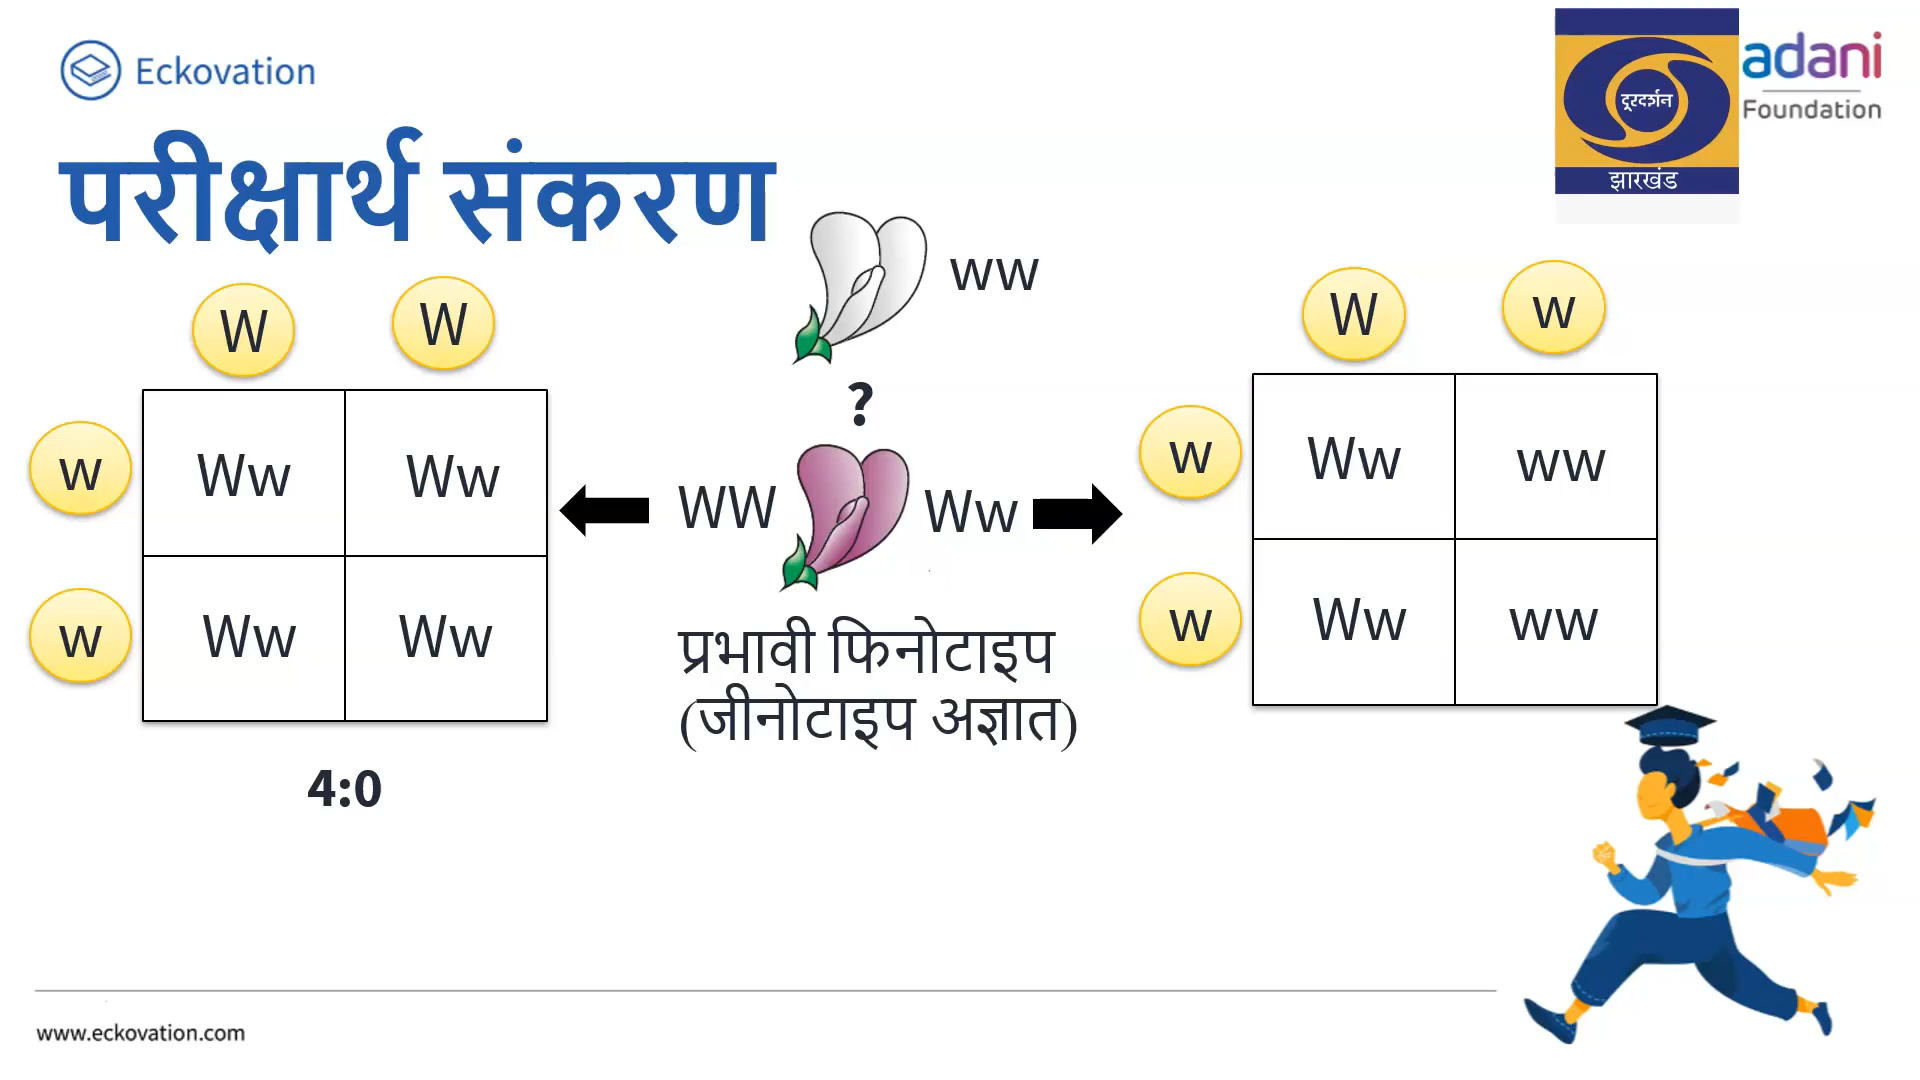 Eckovation
दूरदर्शन
झारखंड
adani
Foundation
परीक्षार्थ संकरण
ww
W W
w Ww Ww
w Ww Ww
4:0
?
WW Ww
प्रभावी फिनोटाइप
(जीनोटाइप अज्ञात)
W w
w Ww ww
w Ww ww
www.eckovation.com